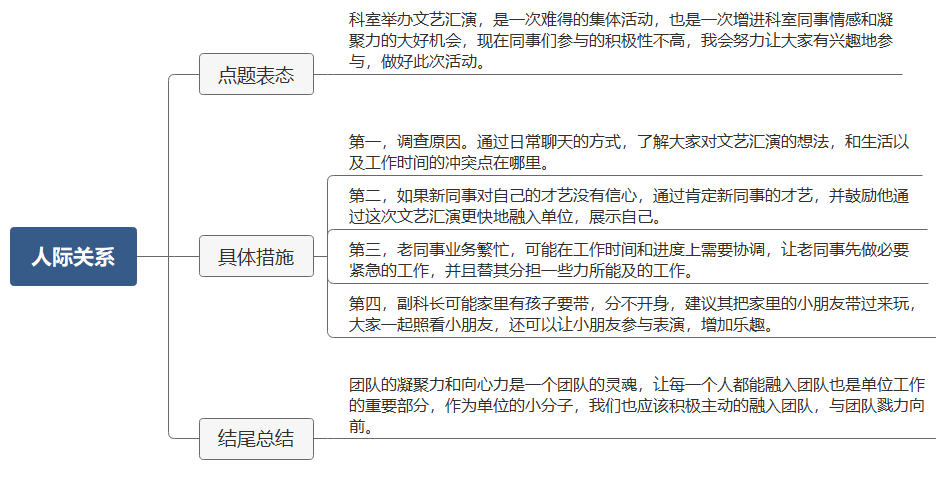 科室举办文艺汇演，是一次难得的集体活动，也是一次增进科室同事情感和凝
聚力的大好机会，现在同事们参与的积极性不高，我会努力让大家有兴趣地参
与，做好此次活动。
点题表态
第一，调查原因。通过日常聊天的方式，了解大家对文艺汇演的想法，和生活以
及工作时间的冲突点在哪里。
第二，如果新同事对自己的才艺没有信心，通过肯定新同事的才艺，并鼓励他通
过这次文艺汇演更快地融入单位，展示自己。
人际关系
具体措施
第三，老同事业务繁忙，可能在工作时间和进度上需要协调，让老同事先做必要
紧急的工作，并且替其分担一些力所能及的工作。
第四，副科长可能家里有孩子要带，分不开身，建议其把家里的小朋友带过来玩，
大家一起照看小朋友，还可以让小朋友参与表演，增加乐趣。
团队的凝聚力和向心力是一个团队的灵魂，让每一个人都能融入团队也是单位工作
的重要部分，作为单位的小分子，我们也应该积极主动的融入团队，与团队戮力向
前。
结尾总结